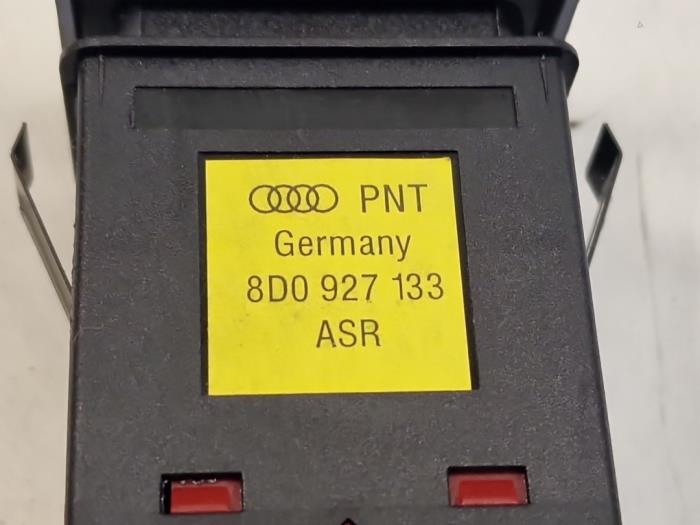 PNT
Germany
8D0 927 133
ASR